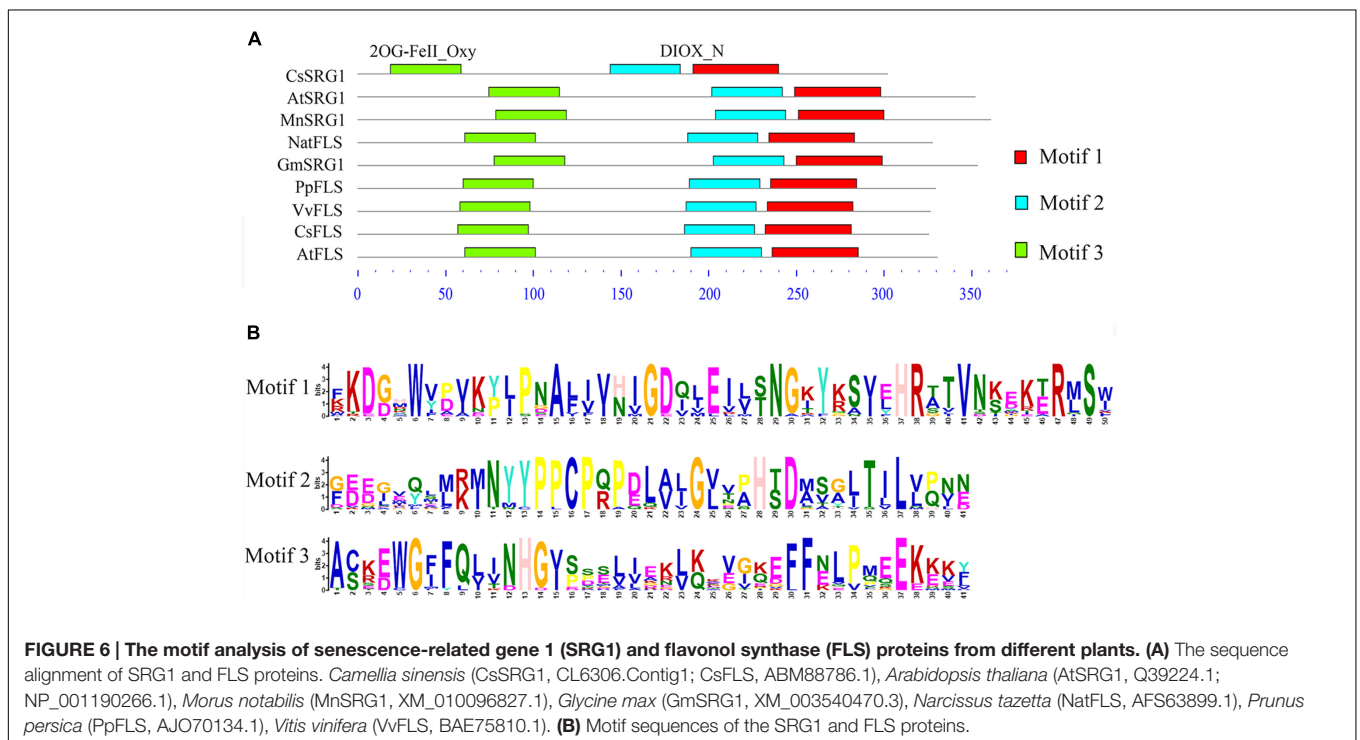 A
2OG-FeII_Oxy DIOX_N
CsSRG1
AtSRG1
MnSRG1
NatFLS
GmSRG1
PpFLS
VvFLS
CsFLS
AtFLS
Motif 1
Motif 2
Motif 3
0 50 100 150 200 250 300 350
B
Motif 1
Motif 2
Motif 3
FIGURE 6 | The motif analysis of senescence-related gene 1 (SRG1) and flavonol synthase (FLS) proteins from different plants. (A) The sequence
alignment of SRG1 and FLS proteins. Camellia sinensis (CsSRG1, CL6306.Contig1; CsFLS, ABM88786.1), Arabidopsis thaliana (AtSRG1, Q39224.1;
NP_001190266.1), Morus notabilis (MnSRG1, XM_010096827.1), Glycine max (GmSRG1, XM_003540470.3), Narcissus tazetta (NatFLS, AFS63899.1), Prunus
persica (PpFLS, AJO70134.1), Vitis vinifera (VvFLS, BAE75810.1). (B) Motif sequences of the SRG1 and FLS proteins.